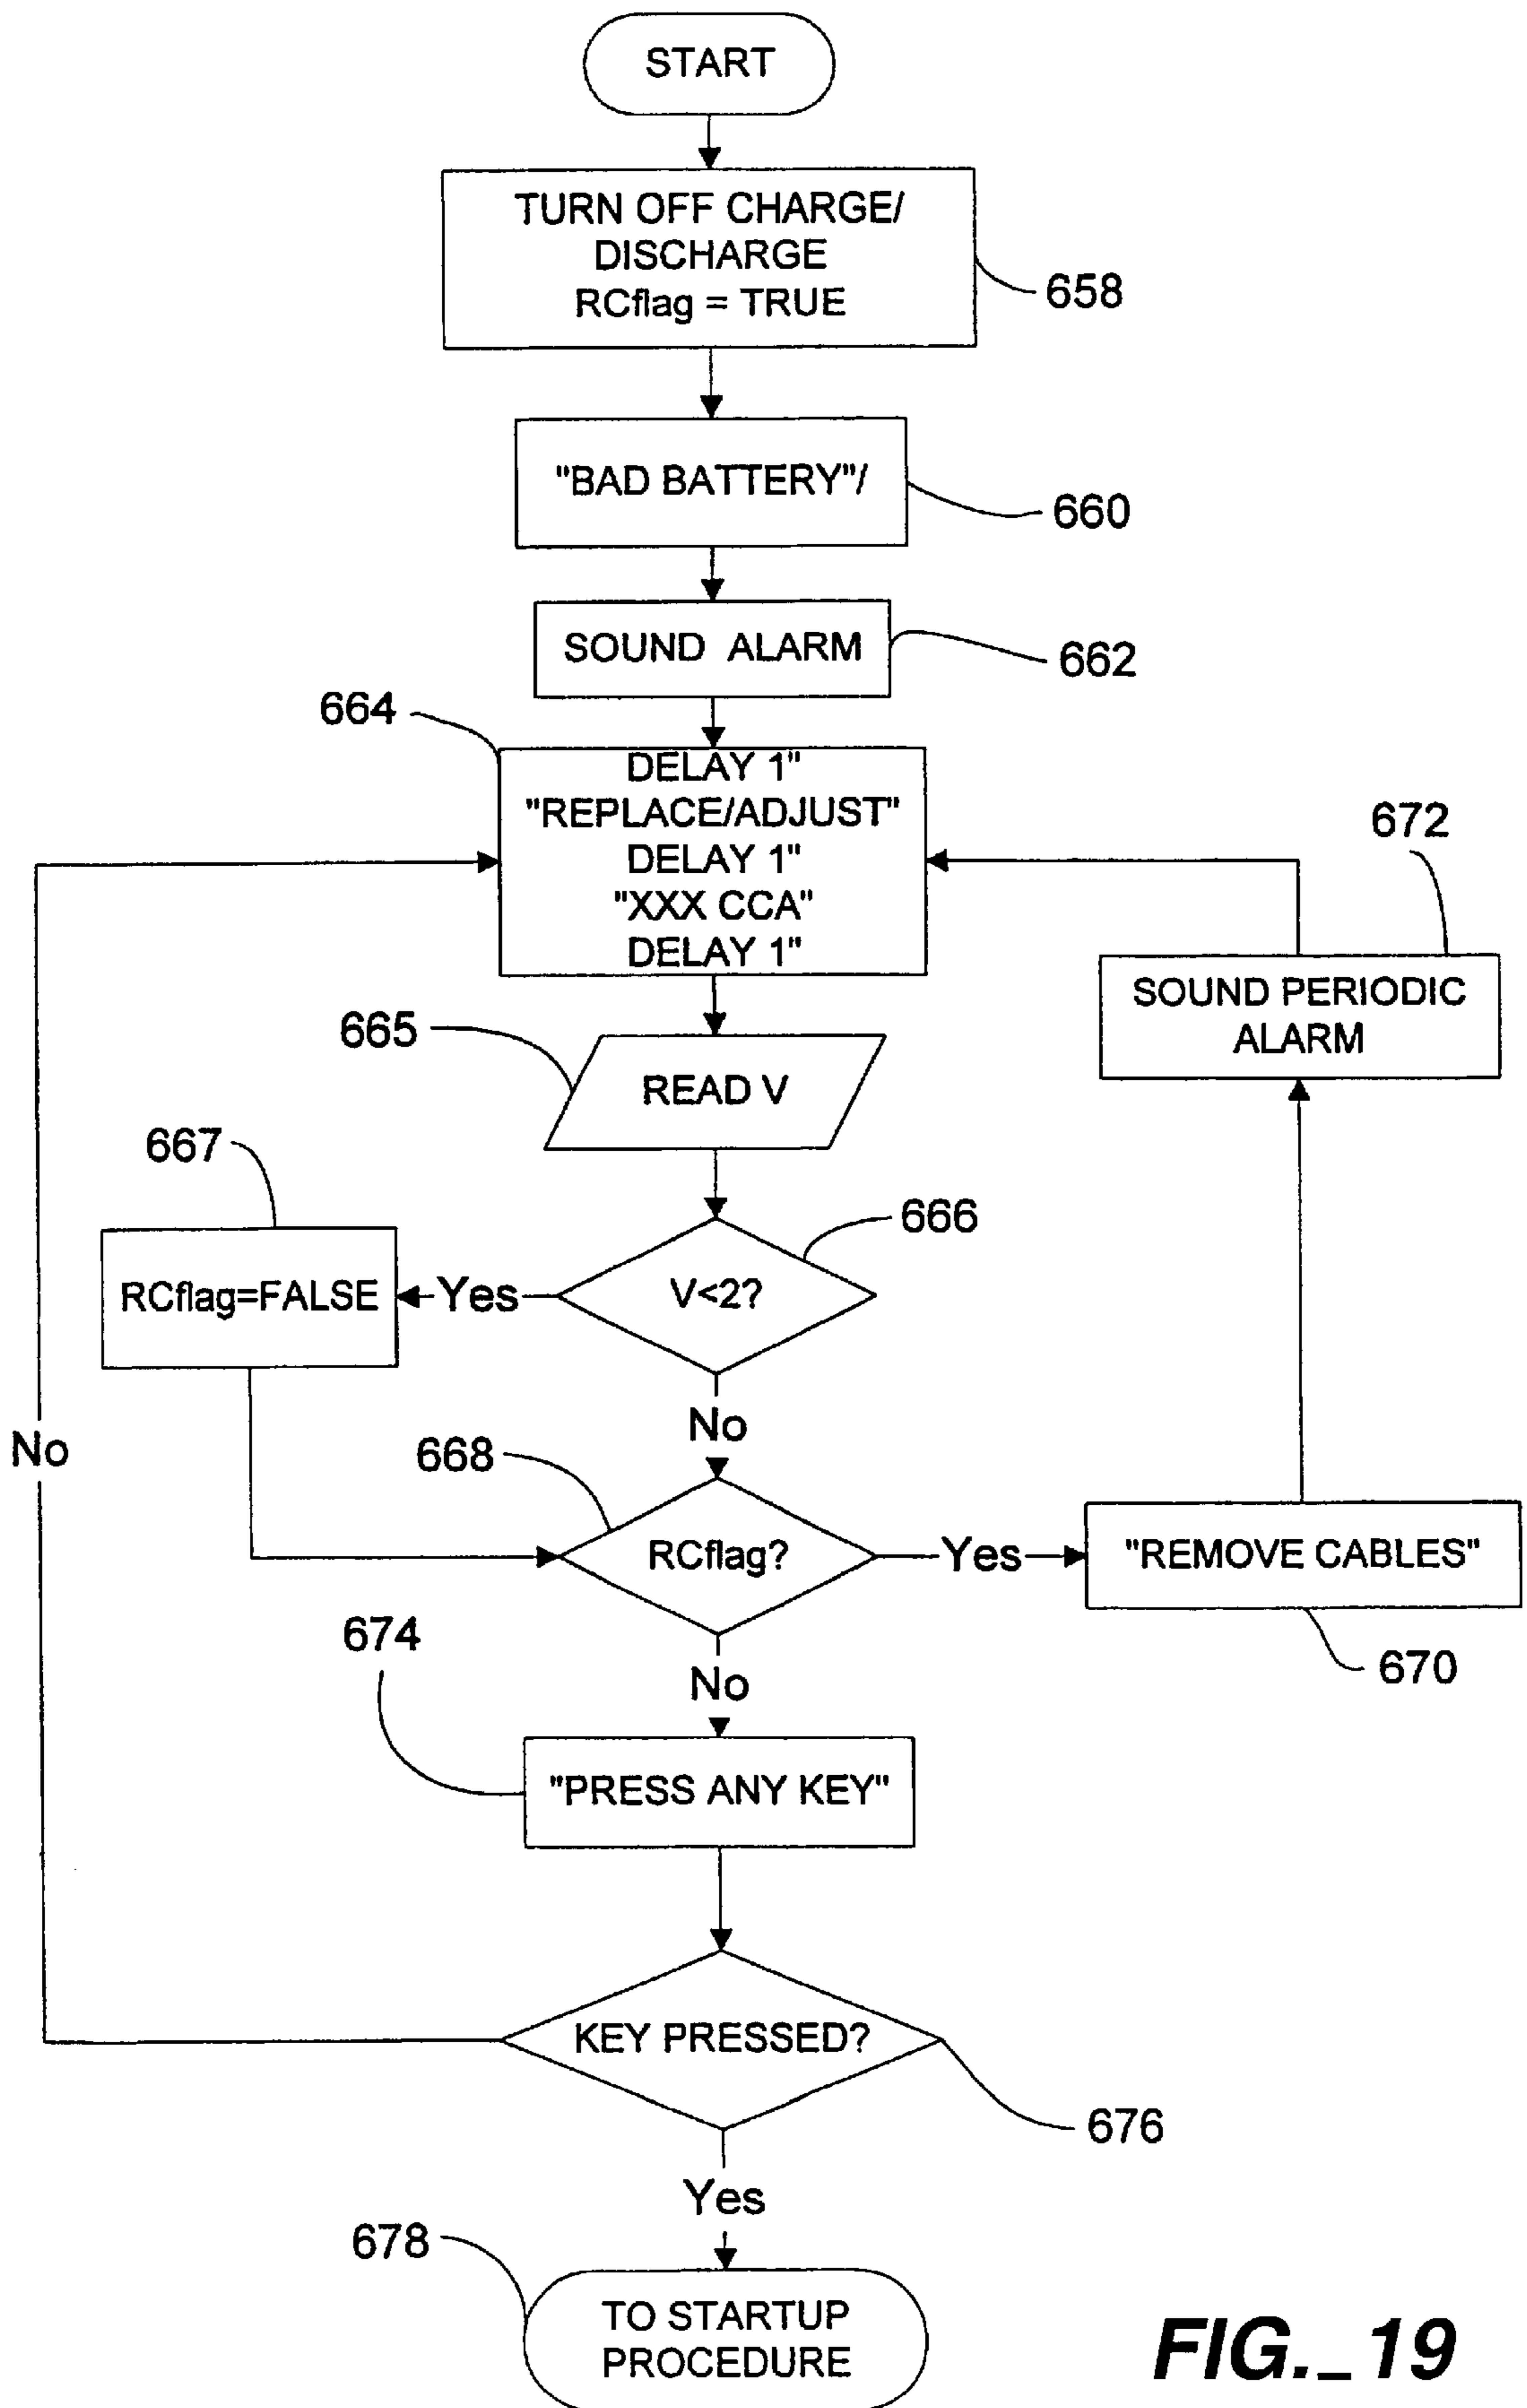 START
TURN OFF CHARGE/
DISCHARGE
RCflag = TRUE
658
"BAD BATTERY"/
660
SOUND ALARM
662
664
DELAY 1"
"REPLACE/ADJUST"
DELAY 1"
"XXX CCA"
DELAY 1"
672
SOUND PERIODIC
ALARM
665
READ V
667
666
RCflag=FALSE
Yes
V<2?
No
No
668
RCflag?
Yes
"REMOVE CABLES"
670
674
No
"PRESS ANY KEY"
KEY PRESSED?
676
Yes
678
TO STARTUP
PROCEDURE
FIG._19